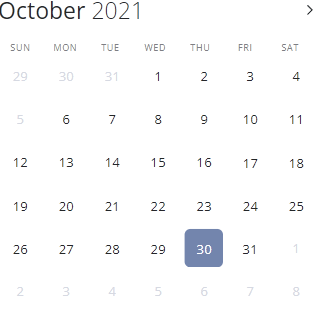 October 2021
SUN MON TUE WED THU FRI SAT
29 30 31 1 2 3 4
5 6 7 8 9 10 11
12 13 14 15 16 17 18
19 20 21 22 23 24 25
26 27 28 29 30 31 1
2 3 4 5 6 7 8